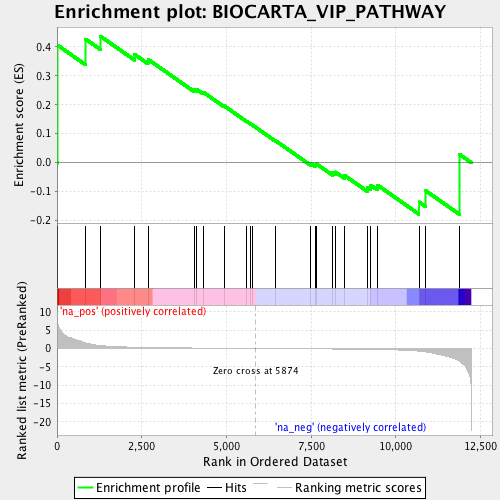 Enrichment plot: BIOCARTA_VIP_PATHWAY
Enrichment score (ES)
0.4
0.3
0.2
0.1
0.0
-0.1
-0.2
'na_pos' (positively correlated)
Ranked list metric (PreRanked)
10
5
0
-5
-10
-15
-20
Zero cross at 5874
'na_neg' (negatively correlated)
0
2,500
5,000
7,500
10,000
12,500
Rank in Ordered Dataset
Enrichment profile
Hits
Ranking metric scores